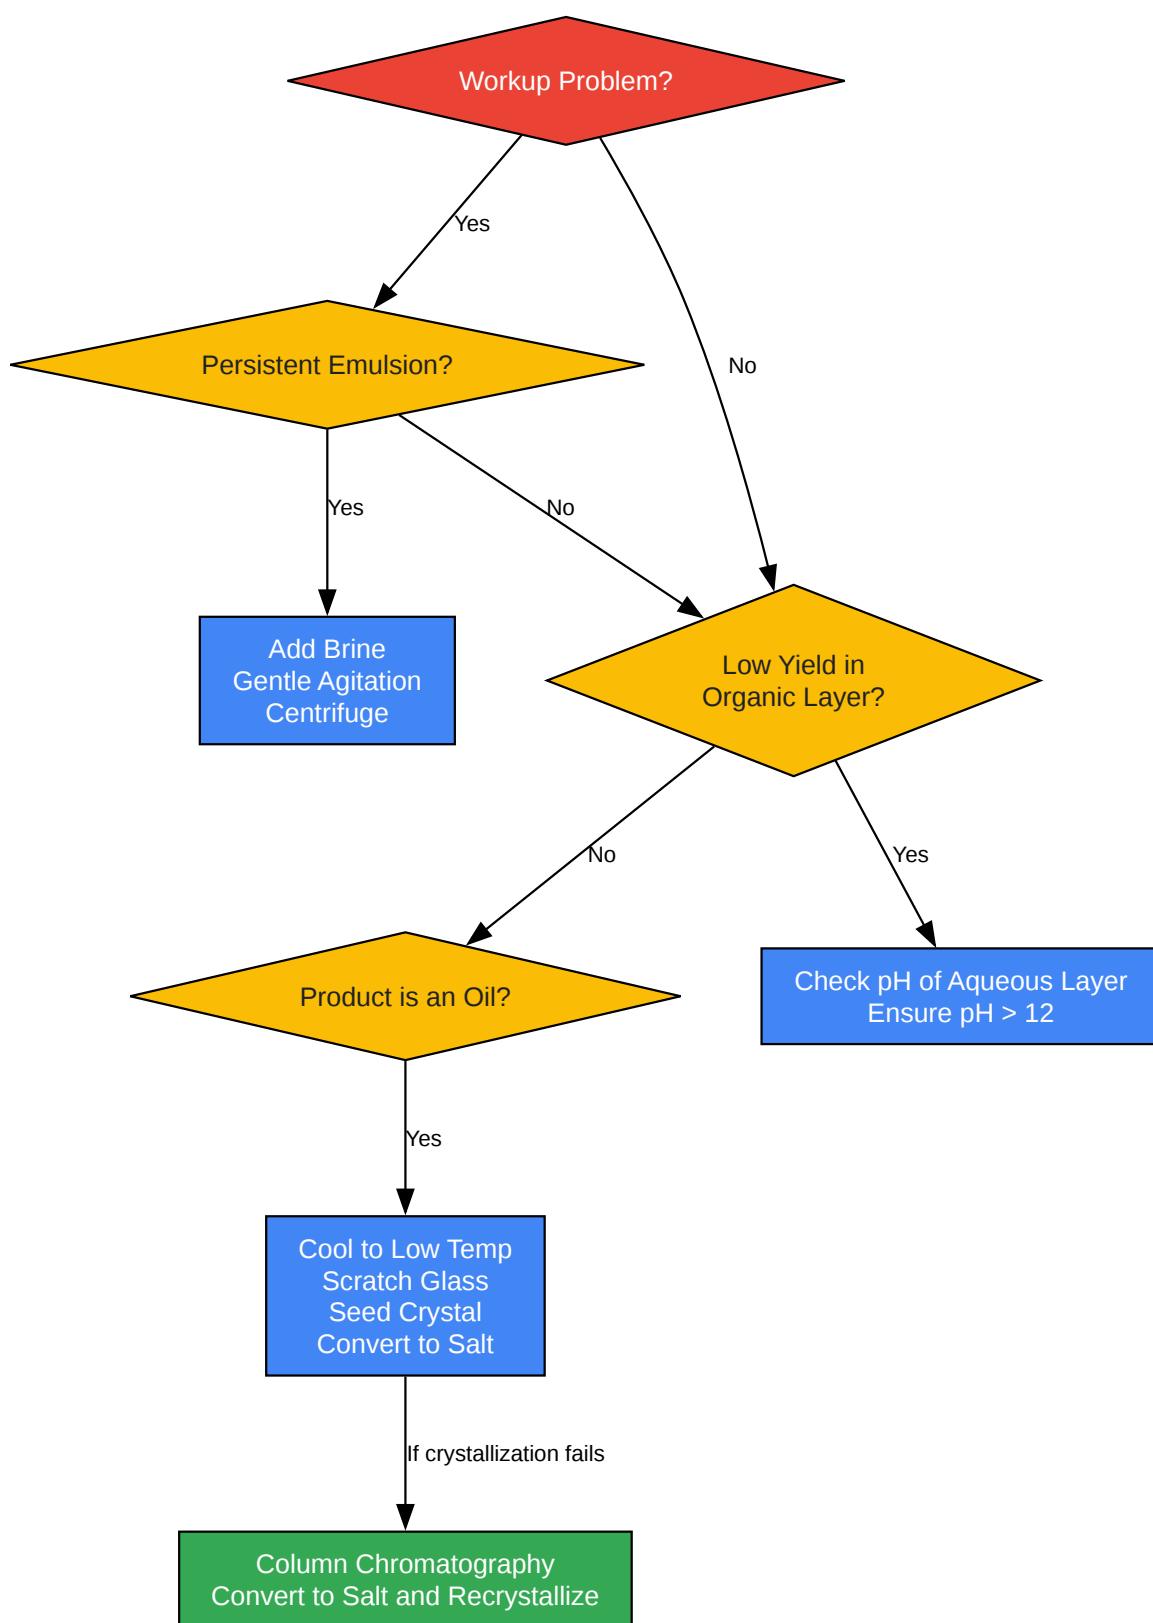 Workup Problem?
Yes
Persistent Emulsion?
No
Yes
No
Add Brine
Gentle Agitation
Centrifuge
Low Yield in
Organic Layer?
No
Yes
Product is an Oil?
Check pH of Aqueous Layer
Ensure pH > 12
Yes
Cool to Low Temp
Scratch Glass
Seed Crystal
Convert to Salt
If crystallization fails
Column Chromatography
Convert to Salt and Recrystallize